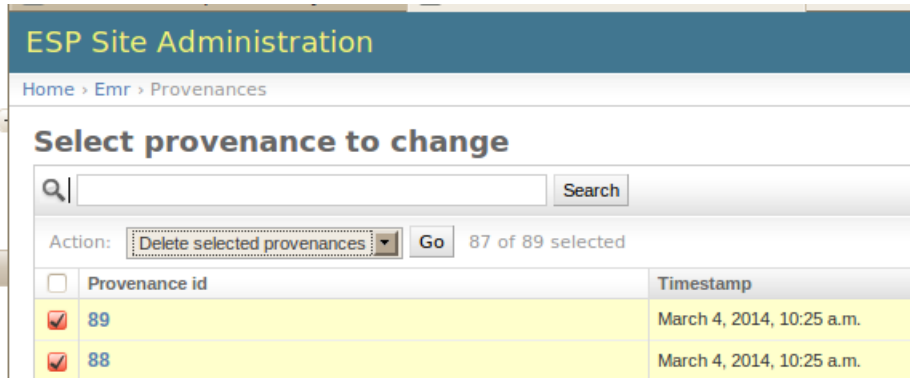 ESP Site Administration
Home › Emr › Provenances
Select provenance to change
Search
Action: Delete selected provenances Go 87 of 89 selected
Provenance id Timestamp
89 March 4, 2014, 10:25 a.m.
88 March 4, 2014, 10:25 a.m.